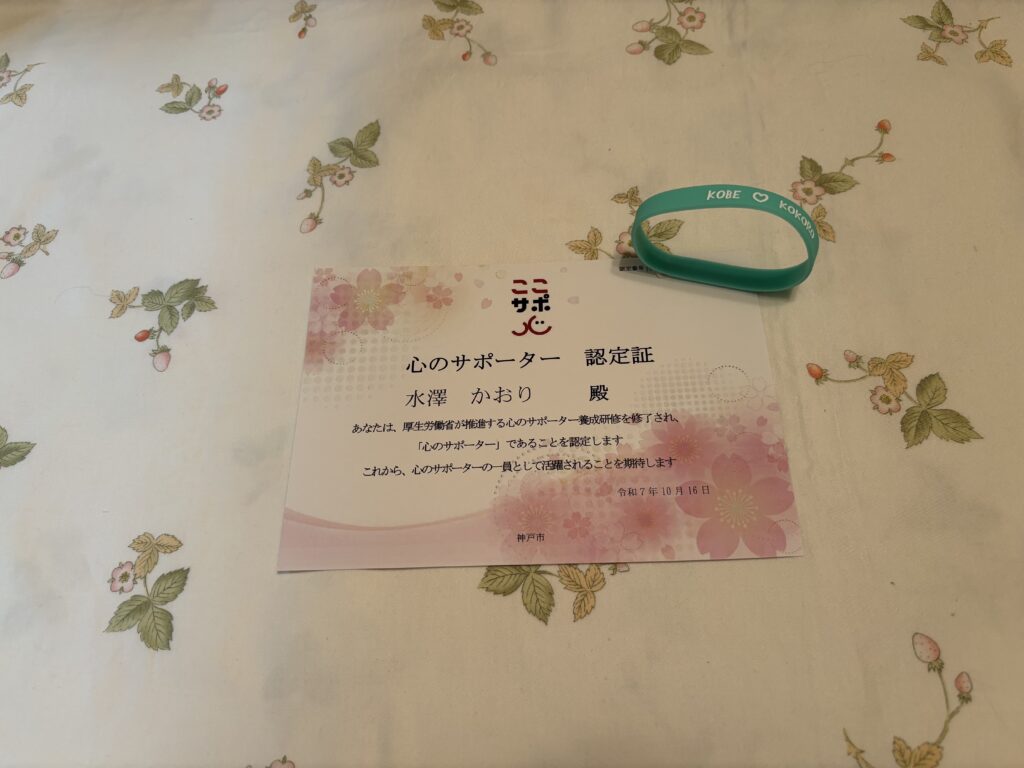 KOBE ♡ KOKORO
認定番号
ここ
サポ
心のサポーター 認定証
水澤 かおり 殿
あなたは、厚生労働省が推進する心のサポーター養成研修を修了され、
「心のサポーター」であることを認定します
これから、心のサポーターの一員として活躍されることを期待します
令和7年10月16日
神戸市